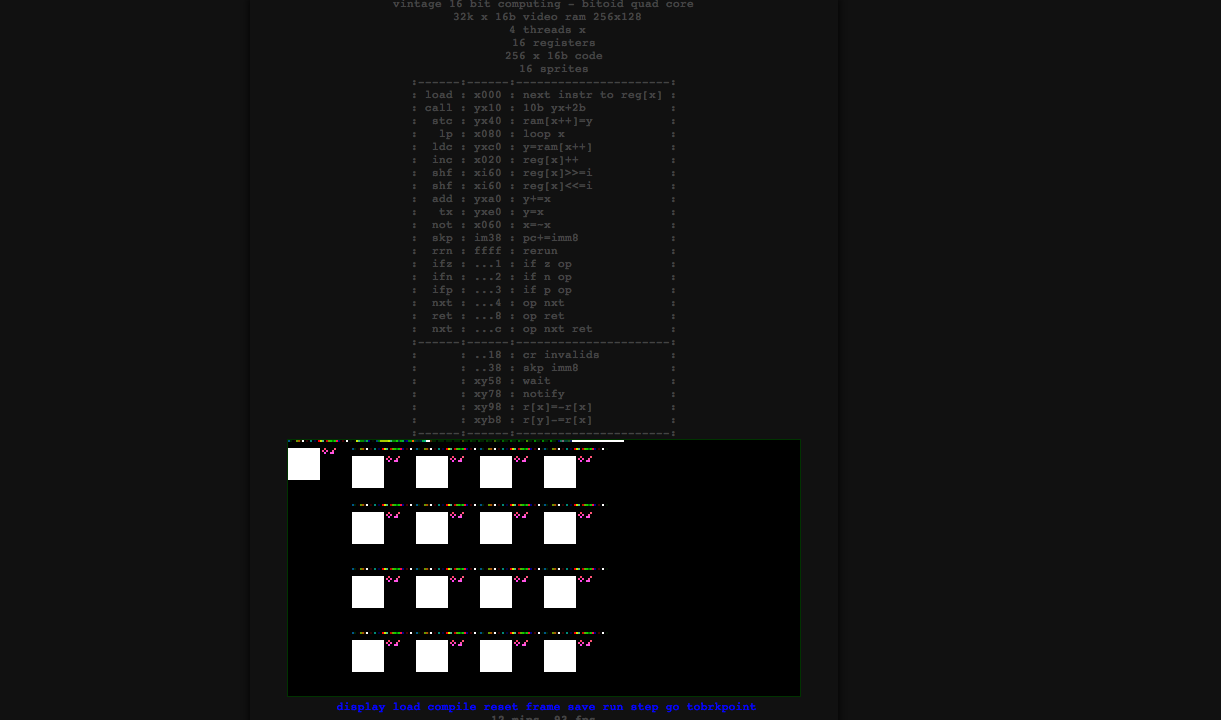 vintage 16 bit computing - bitoid quad core
32k x 16b video ram 256x128
4 threads x
16 registers
256 x 16b code
16 sprites
:------:------:----------------------:
: load : x000 : next instr to reg[x] :
: call : yx10 : 10b yx+2b :
: stc : yx40 : ram[x++]=y :
: lp : x080 : loop x :
: ldc : yxc0 : y=ram[x++] :
: inc : x020 : reg[x]++ :
: shf : xi60 : reg[x]>>=i :
: shf : xi60 : reg[x]<<=i :
: add : yxa0 : y+=x :
: tx : yxe0 : y=x :
: not : x060 : x=~x :
: skp : im38 : pc+=imm8 :
: rrn : ffff : rerun :
: ifz : ...1 : if z op :
: ifn : ...2 : if n op :
: ifp : ...3 : if p op :
: nxt : ...4 : op nxt :
: ret : ...8 : op ret :
: nxt : ...c : op nxt ret :
:------:------:----------------------:
: : ..18 : cr invalids :
: : ..38 : skp imm8 :
: : xy58 : wait :
: : xy78 : notify :
: : xy98 : r[x]=-r[x] :
: : xyb8 : r[y]-=r[x] :
:------:------:----------------------:
display load compile reset frame save run step go tobrkpoint